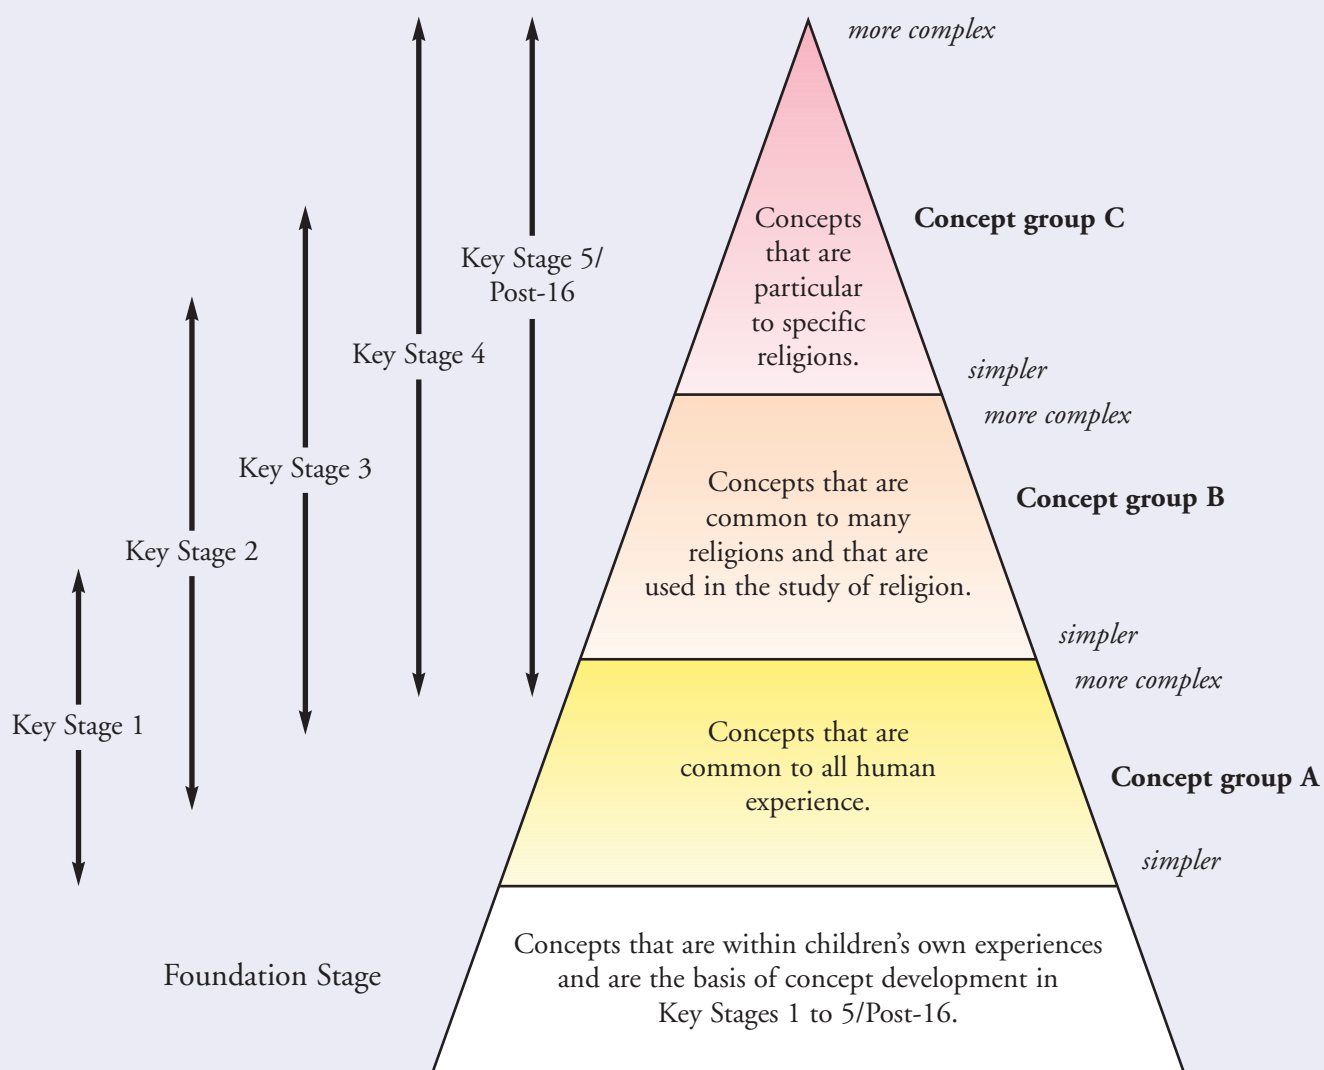 more complex
Concepts
that are
particular
to specific
religions.
Concept group C
simpler
Key Stage 5/
Post-16
Key Stage 4
Key Stage 3
Key Stage 2
Key Stage 1
more complex
Concepts that are
common to many
religions and that are
used in the study of religion.
Concept group B
simpler
more complex
Concepts that are
common to all human
experience.
Concept group A
simpler
Foundation Stage
Concepts that are within children’s own experiences
and are the basis of concept development in
Key Stages 1 to 5/Post-16.